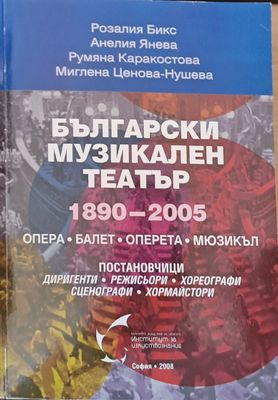 Розалия Бикс
Анелия Янева
Румяна Каракостова
Миглена Ценова-Нушева
БЪЛГАРСКИ
МУЗИКАЛЕН
ТЕАТЪР
1890–2005
ОПЕРА • БАЛЕТ • ОПЕРЕТА • МЮЗИКЪЛ
ПОСТАНОВЧИЦИ
ДИРИГЕНТИ • РЕЖИСЬОРИ • ХОРЕОГРАФИ
СЦЕНОГРАФИ • ХОРМАЙСТОРИ
Институт за
изкуствознание
София • 2008